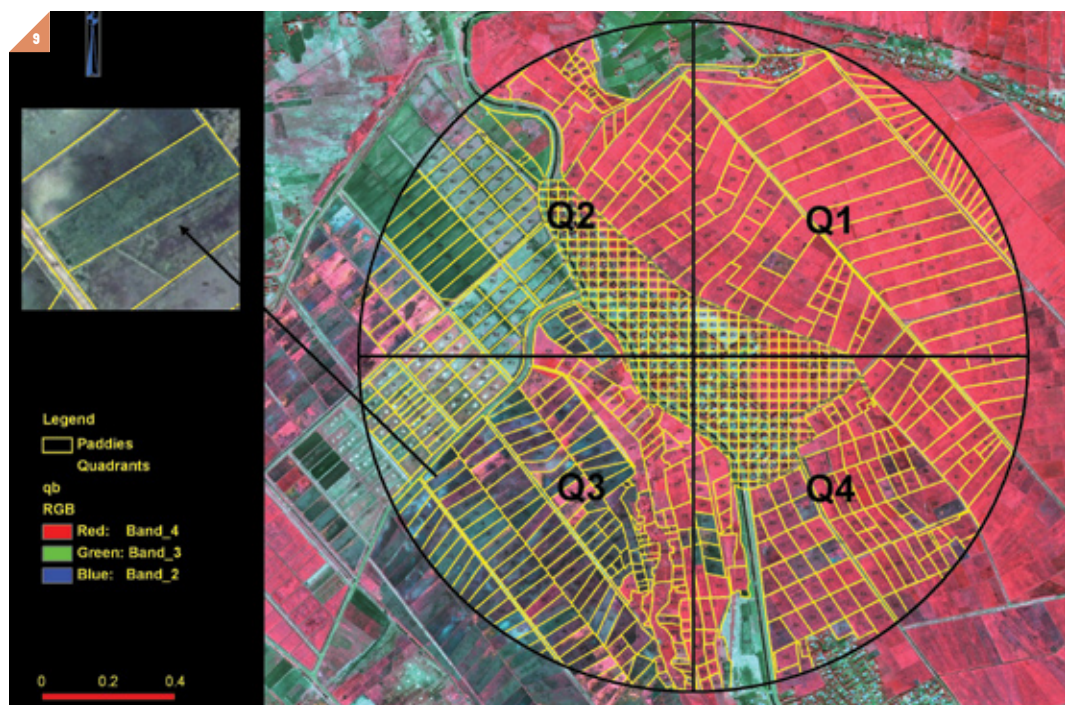 9
Q2
Q1
Q3
Q4
Legend
Paddies
Quadrants
qb
RGB
Red: Band_4
Green: Band_3
Blue: Band_2
0 0.2 0.4